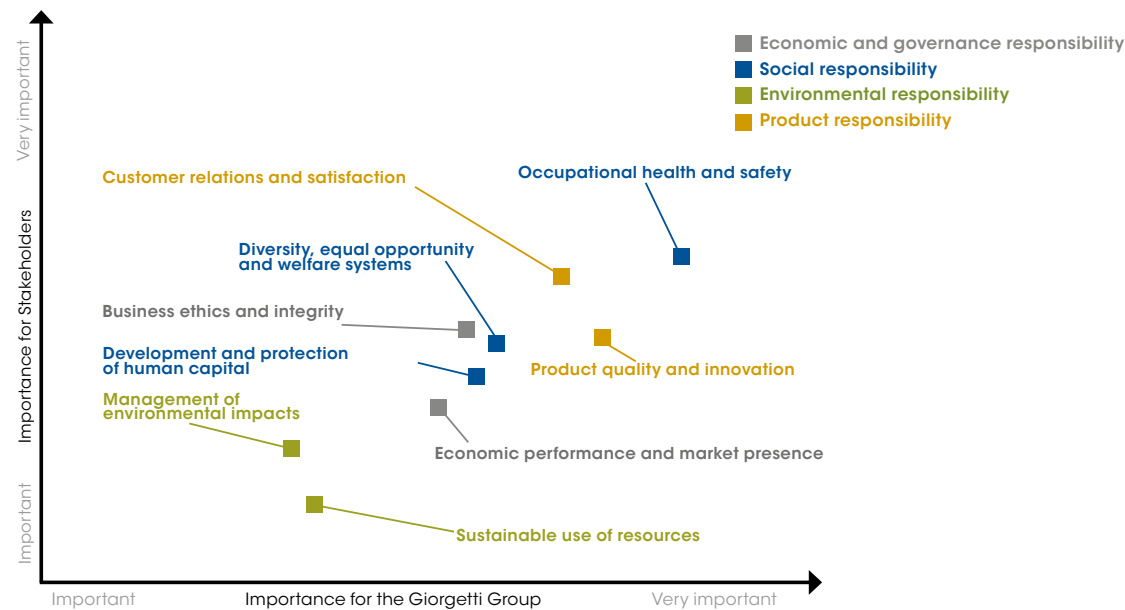 Economic and governance responsibility
Social responsibility
Environmental responsibility
Product responsibility
Very important
Importance for Stakeholders
Important
Customer relations and satisfaction
Occupational health and safety
Diversity, equal opportunity
and welfare systems
Business ethics and integrity
Development and protection
of human capital
Product quality and innovation
Management of
environmental impacts
Economic performance and market presence
Sustainable use of resources
Important
Importance for the Giorgetti Group
Very important